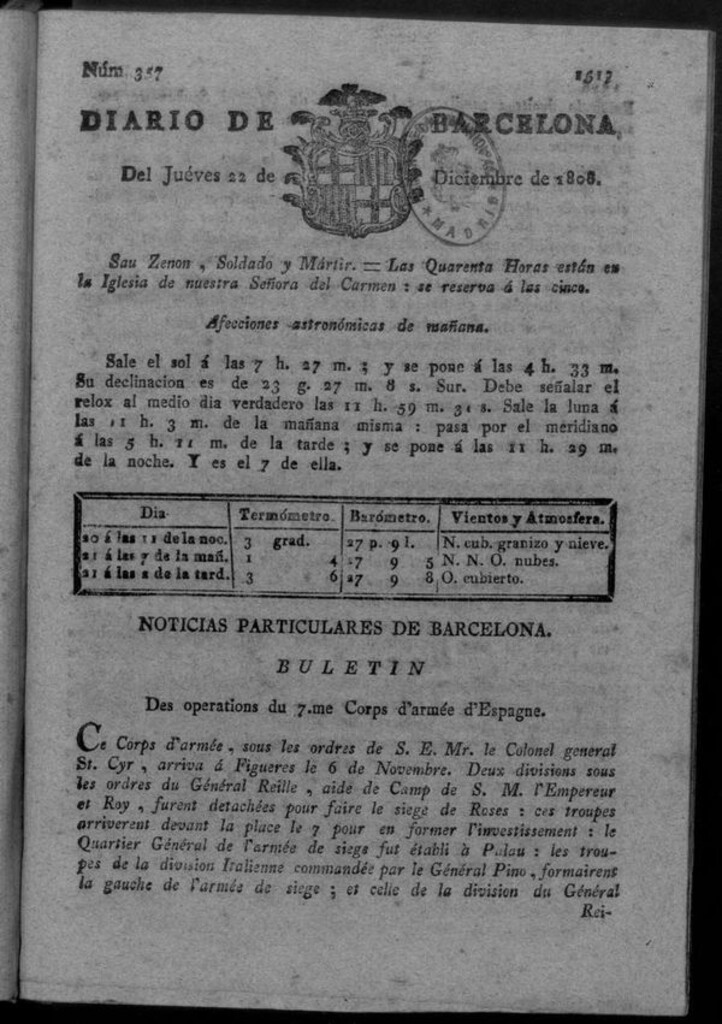 Núm. 357
DIARIO DE BARCELONA,
Del Juéves 22 de Diciembre de 1808.
MADRID
Sau Zenon, Soldado y Mártir. = Las Quarenta Horas están en
la Iglesia de nuestra Señora del Carmen : se reserva á las cinco.
Afecciones astronómicas de mañana.
Sale el sol á las 7 h. 27 m. ; y se pone á las 4 h. 33 m.
Su declinacion es de 23 g. 27 m. 8 s. Sur. Debe señalar el
relox al medio dia verdadero las 11 h. 59 m. 31 s. Sale la luna á
las 11 h. 3 m. de la mañana misma : pasa por el meridiano
á las 5 h. 11 m. de la tarde ; y se pone á las 11 h. 29 m.
de la noche. Y es el 7 de ella.
Dia Termómetro. Barómetro. Vientos y Atmosfera.
20 á las 11 de la noc. 3 grad. 27 p. 9 l. N. cub. granizo y nieve.
21 á las 7 de la mañ. 1 4 27 9 5 N. N. O. nubes.
21 á las 2 de la tard. 3 6 27 9 8 O. cubierto.
NOTICIAS PARTICULARES DE BARCELONA.
BULETIN
Des operations du 7.me Corps d'armée d'Espagne.
Ce Corps d'armée, sous les ordres de S. E. Mr. le Colonel general
St. Cyr, arriva á Figueres le 6 de Novembre. Deux divisions sous
les ordres du Général Reille, aide de Camp de S. M. l'Empereur
et Roy, furent detachées pour faire le siege de Roses : ces troupes
arriverent devant la place le 7 pour en former l'investissement : le
Quartier Général de l'armée de siege fut établi à Palau : les trou-
pes de la division Italienne commandée par le Général Pino, formairent
la gauche de l'armée de siege ; et celle de la division du Général
Rei-